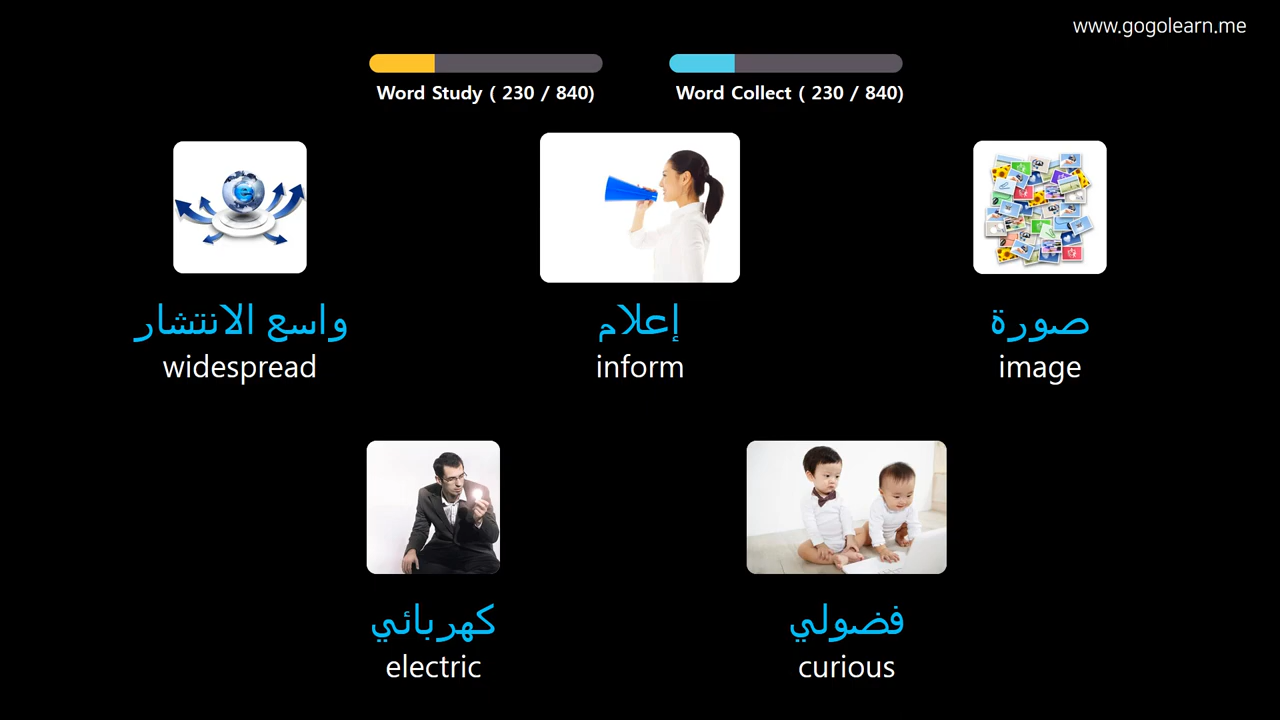 www.gogolearn.me
Word Study ( 230 / 840)
Word Collect ( 230 / 840)
واسع الانتشار
widespread
إعلام
inform
صورة
image
كهربائي
electric
فضولي
curious